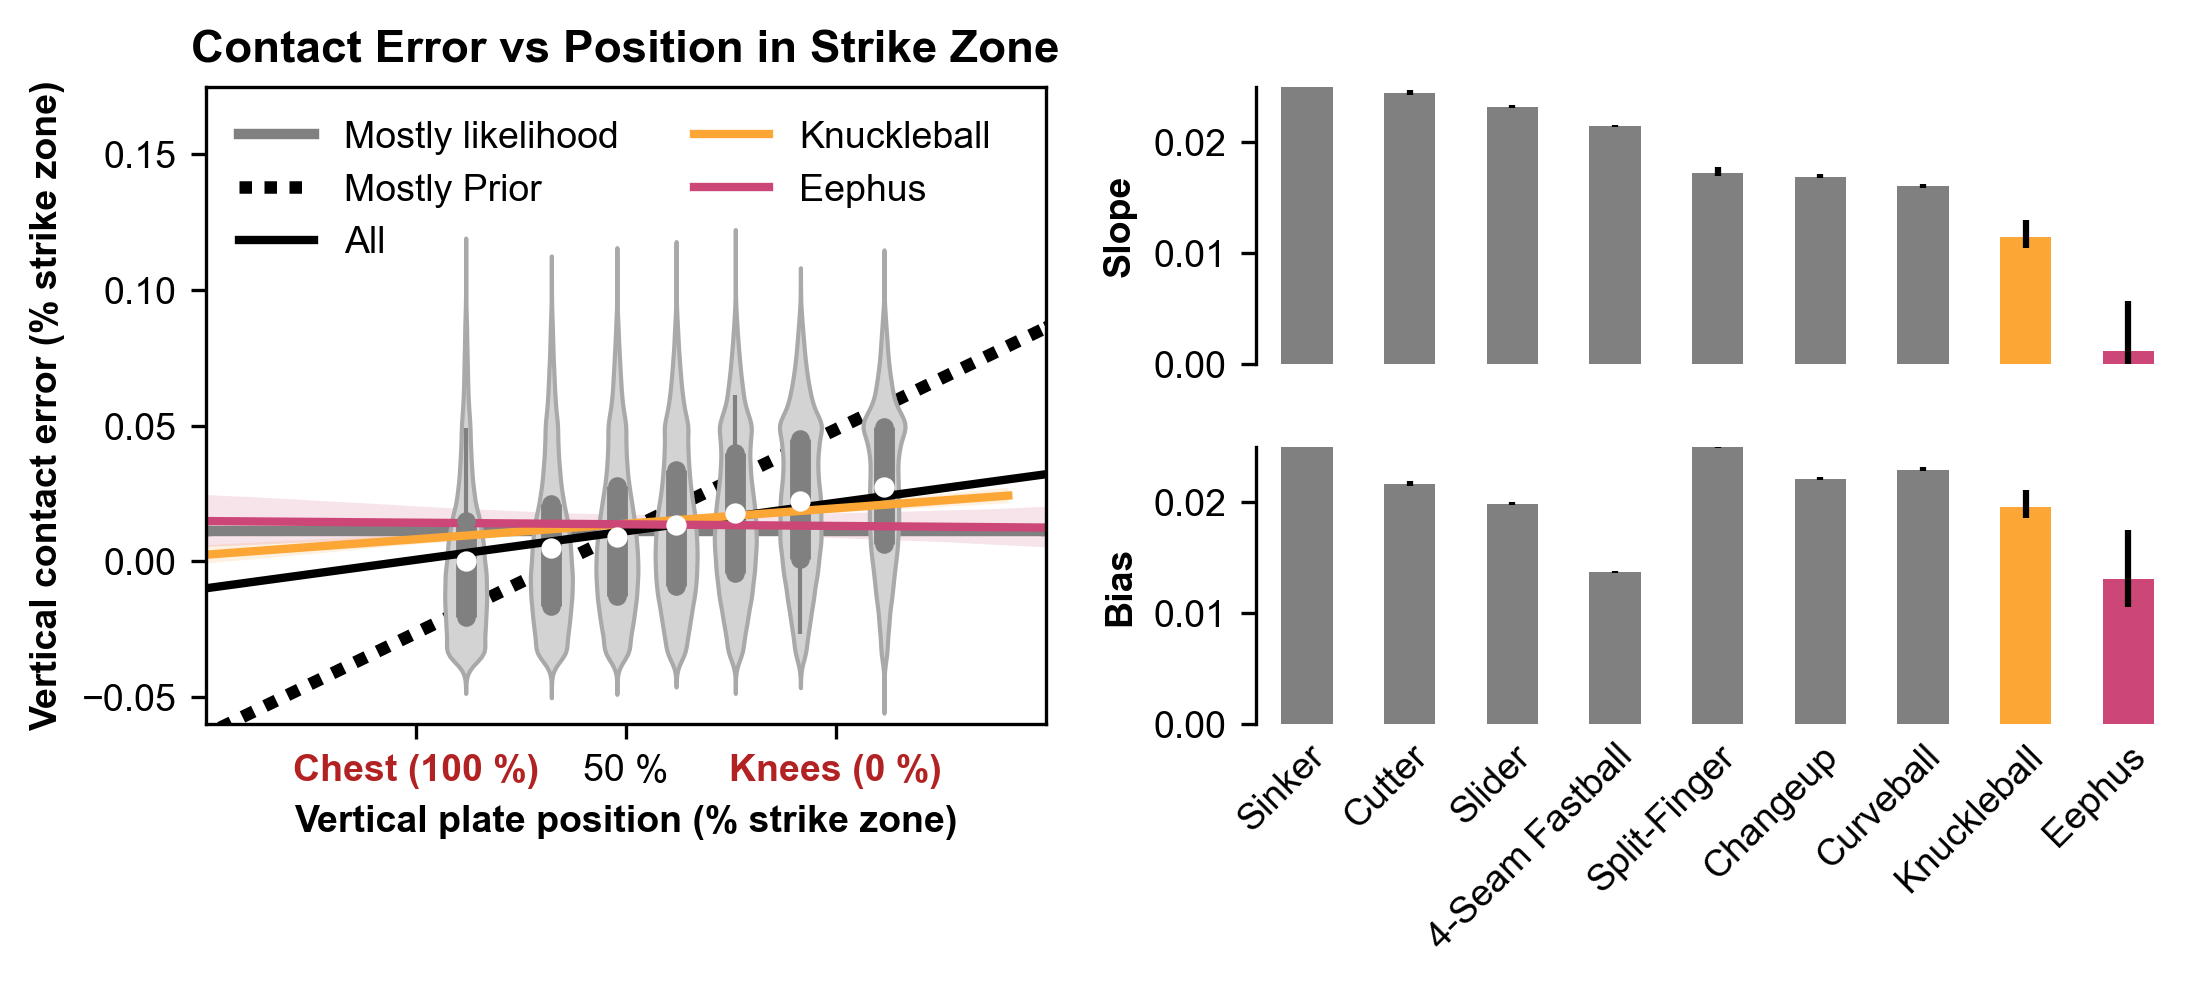 Contact Error vs Position in Strike Zone
Vertical contact error (% strike zone)
0.15
0.10
0.05
0.00
−0.05
Mostly likelihood
Mostly Prior
All
Knuckleball
Eephus
Chest (100 %)
50 %
Knees (0 %)
Vertical plate position (% strike zone)
Slope
0.02
0.01
0.00
Bias
0.02
0.01
0.00
Sinker
Cutter
Slider
4-Seam Fastball
Split-Finger
Changeup
Curveball
Knuckleball
Eephus